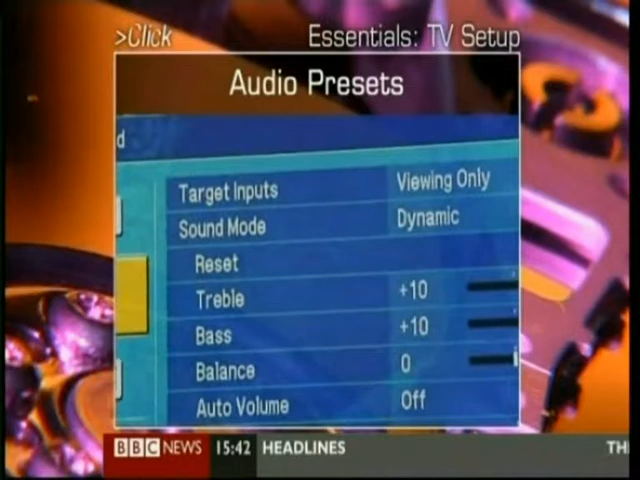 >Click Essentials: TV Setup
Audio Presets
d
Target Inputs Viewing Only
Sound Mode Dynamic
Reset
Treble +10
Bass +10
Balance 0
Auto Volume Off
BBC NEWS 15:42 HEADLINES TH